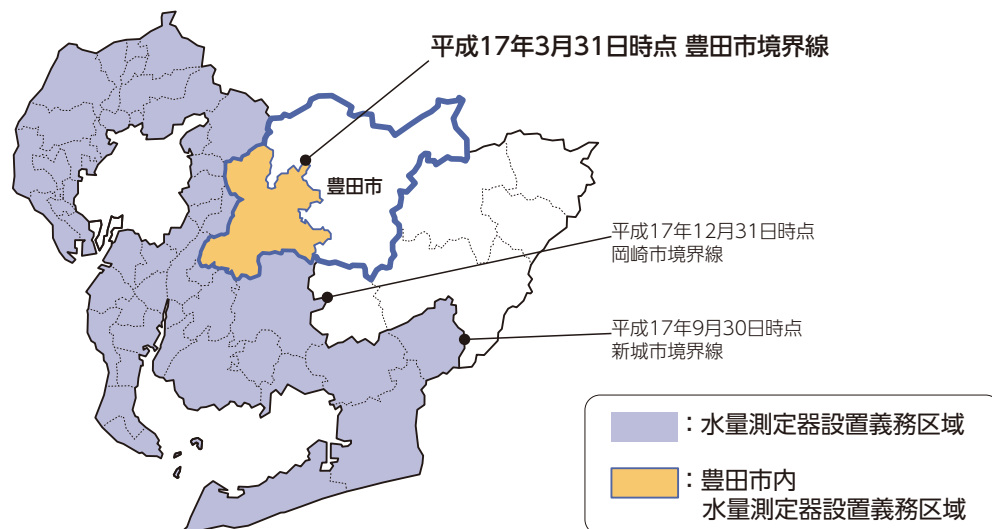 平成17年3月31日時点 豊田市境界線
豊田市
平成17年12月31日時点
岡崎市境界線
平成17年9月30日時点
新城市境界線
：水量測定器設置義務区域
：豊田市内
水量測定器設置義務区域